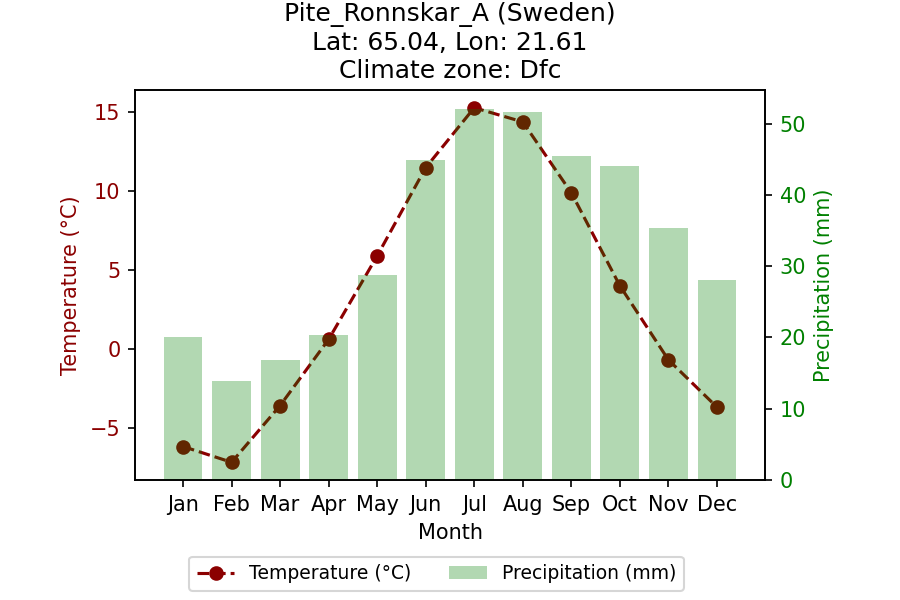 Pite_Ronnskar_A (Sweden)
Lat: 65.04, Lon: 21.61
Climate zone: Dfc
Temperature (°C)
15
10
5
0
−5
Precipitation (mm)
50
40
30
20
10
0
Jan Feb Mar Apr May Jun Jul Aug Sep Oct Nov Dec
Month
Temperature (°C) Precipitation (mm)